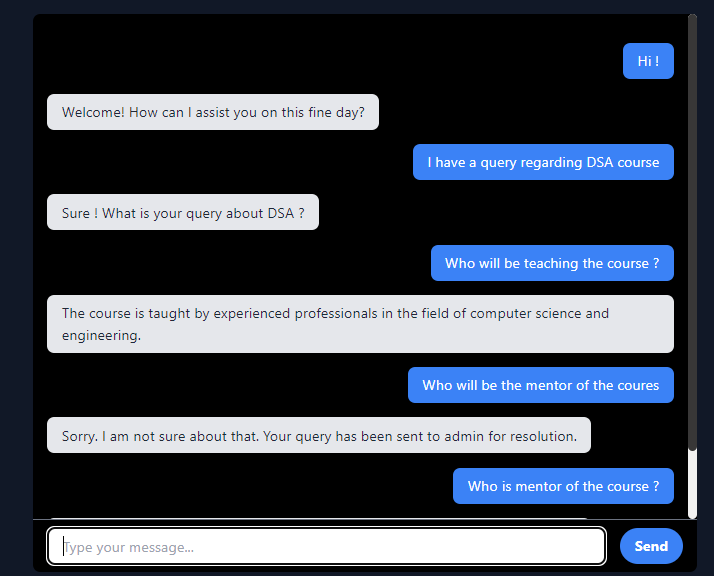 Hi !
Welcome! How can I assist you on this fine day?
I have a query regarding DSA course
Sure ! What is your query about DSA ?
Who will be teaching the course ?
The course is taught by experienced professionals in the field of computer science and
engineering.
Who will be the mentor of the coures
Sorry. I am not sure about that. Your query has been sent to admin for resolution.
Who is mentor of the course ?
Type your message...
Send